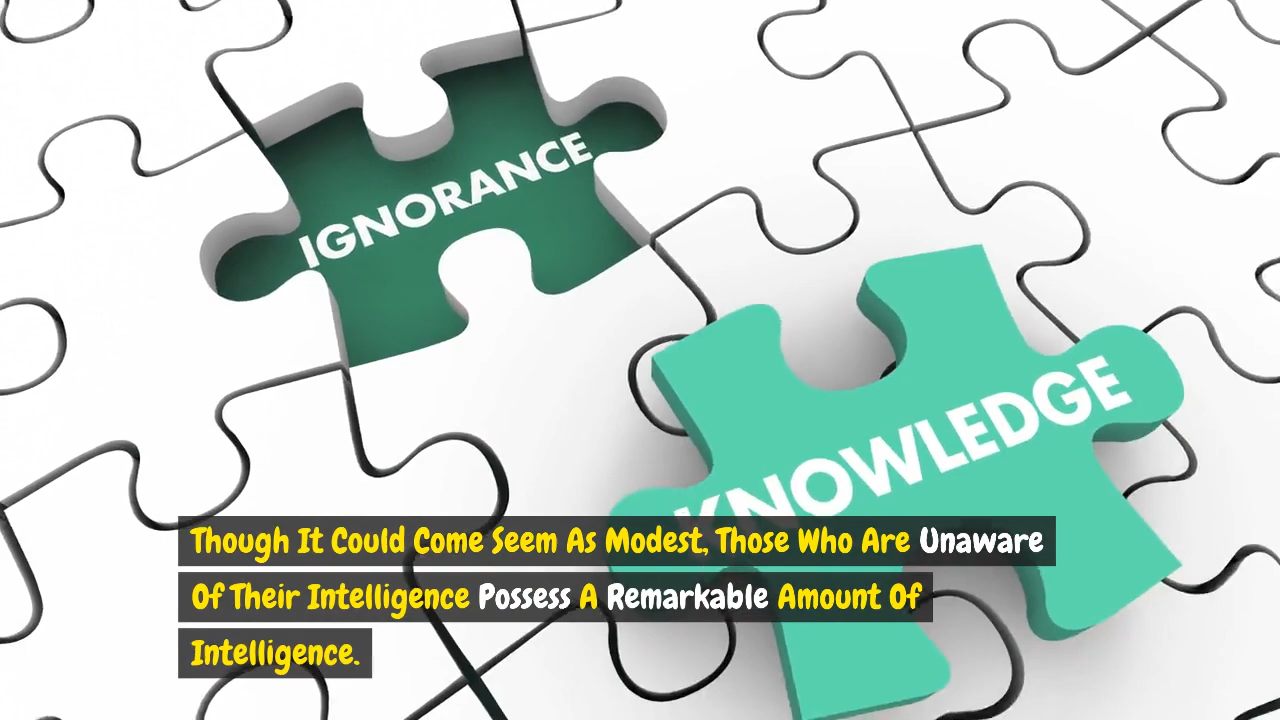 IGNORANCE
KNOWLEDGE
Though It Could Come Seem As Modest, Those Who Are Unaware
Of Their Intelligence Possess A Remarkable Amount Of
Intelligence.